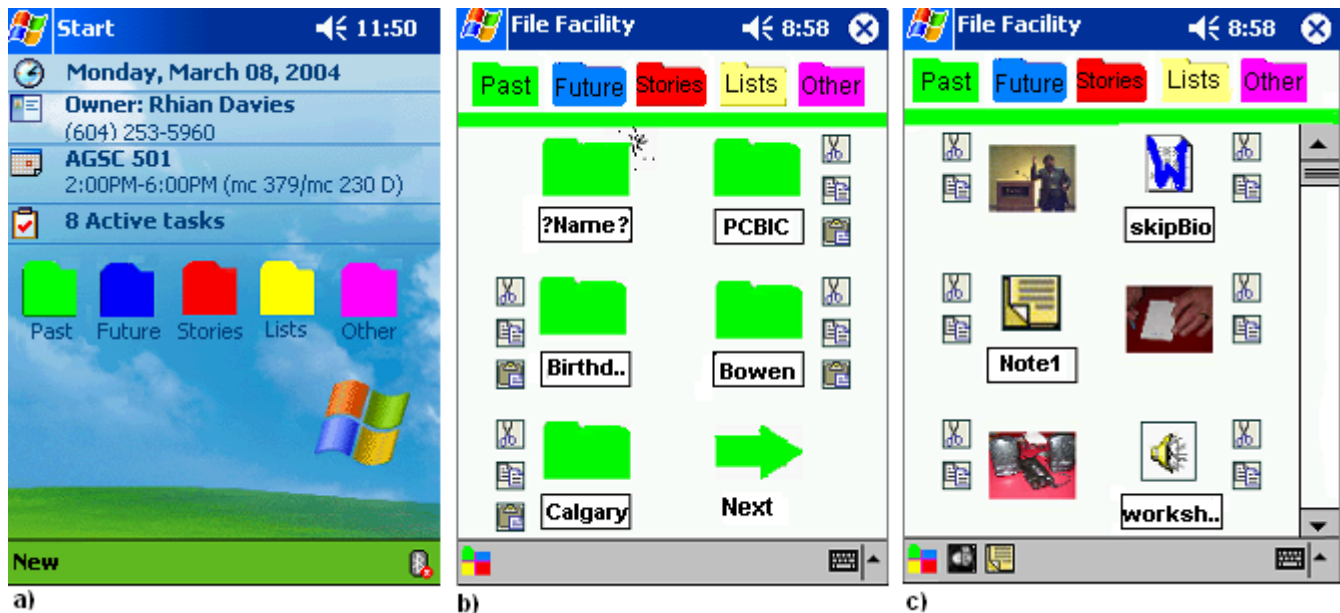 Start 11:50
Monday, March 08, 2004
Owner: Rhian Davies
(604) 253-5960
AGSC 501
2:00PM-6:00PM (mc 379/mc 230 D)
8 Active tasks
Past Future Stories Lists Other
New
a)
File Facility 8:58
Past Future Stories Lists Other
?Name? PCBIC
Birthd.. Bowen
Calgary Next
b)
File Facility 8:58
Past Future Stories Lists Other
skipBio
Note1
worksh..
c)